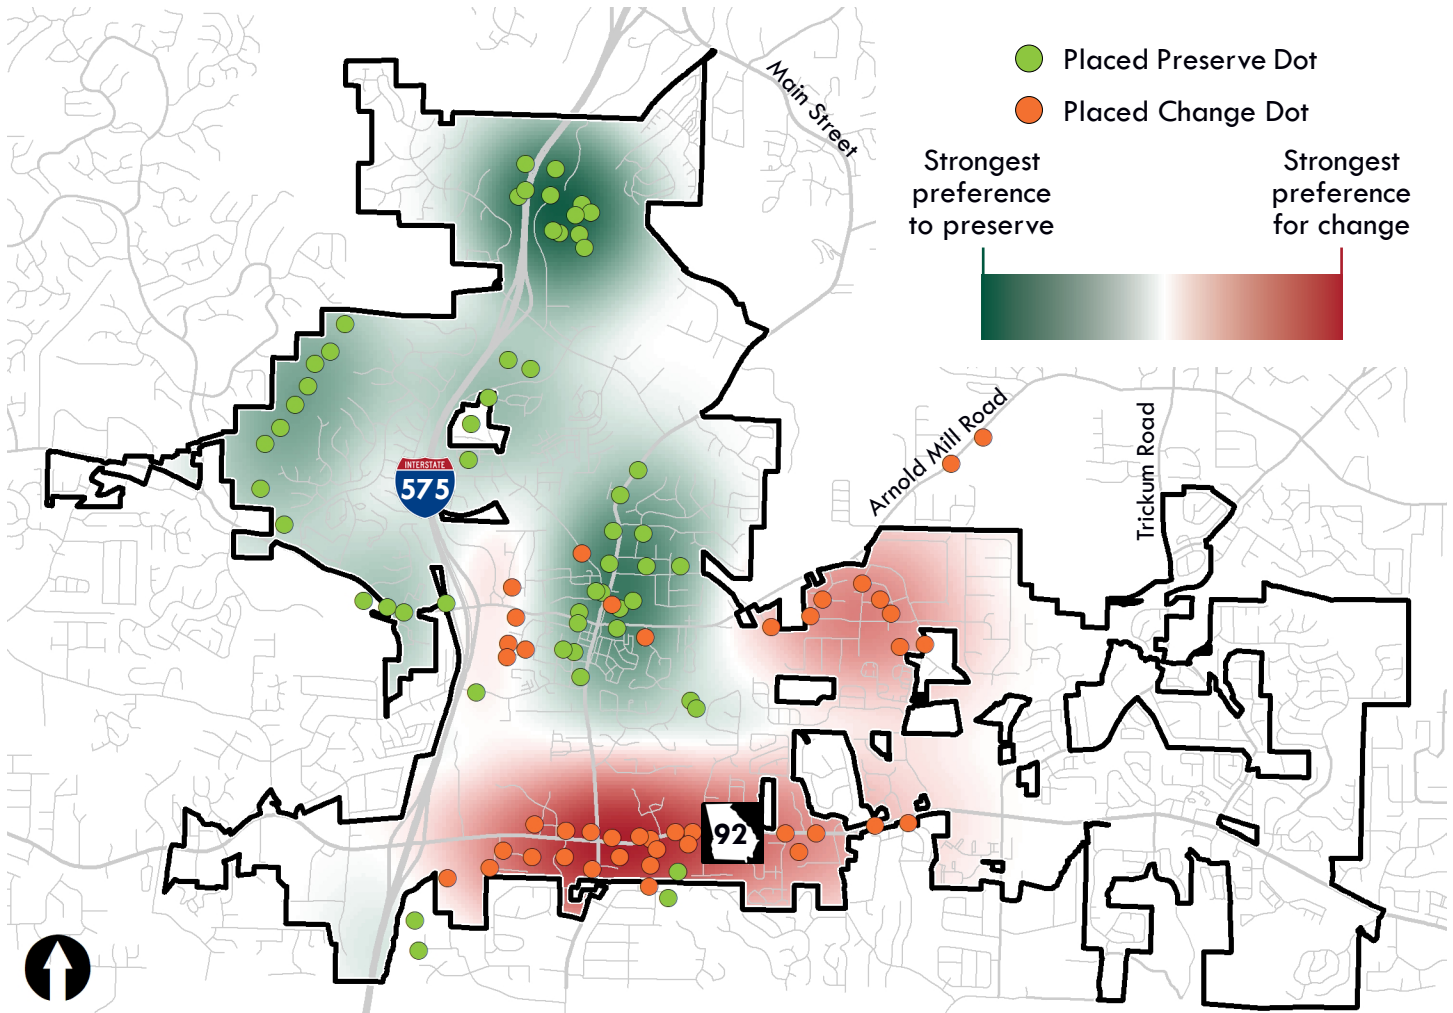 Placed Preserve Dot
Placed Change Dot
Strongest
preference
to preserve
Strongest
preference
for change
Main Street
Arnold Mill Road
Trickum Road
INTERSTATE
575
92